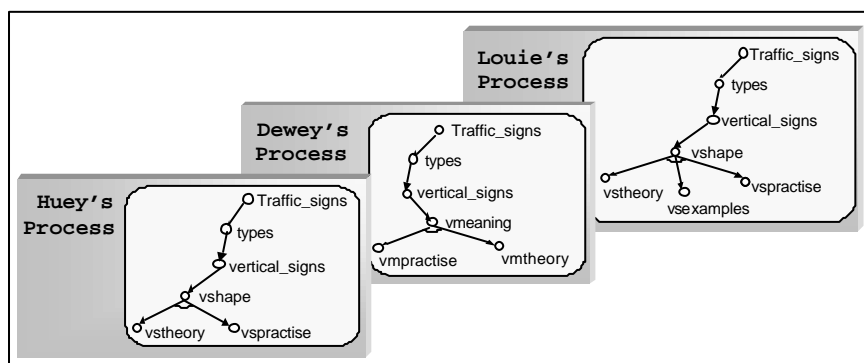 Louie's
Process
Traffic_signs
types
vertical_signs
vshape
vstheory
vspractise
vsexamples
Dewey's
Process
Traffic_signs
types
vertical_signs
vmeaning
vmpractise
vmtheory
Huey's
Process
Traffic_signs
types
vertical_signs
vshape
vstheory
vspractise